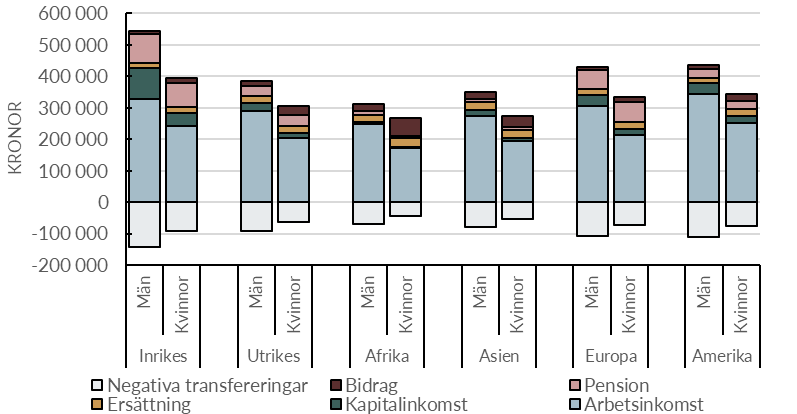 600 000
500 000
400 000
300 000
200 000
100 000
0
-100 000
-200 000
KRONOR
Män Kvinnor Män Kvinnor Män Kvinnor Män Kvinnor Män Kvinnor Män Kvinnor
Inrikes Utrikes Afrika Asien Europa Amerika
Negativa transfereringar Bidrag Pension
Ersättning Kapitalinkomst Arbetsinkomst